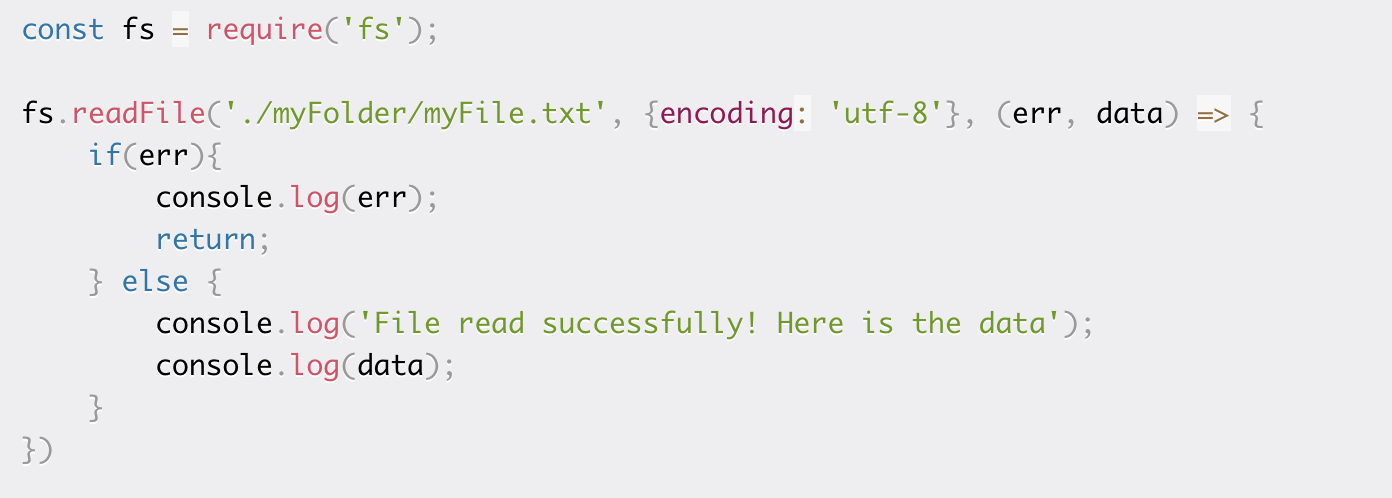 const fs = require('fs');
fs.readFile('./myFolder/myFile.txt', {encoding: 'utf-8'}, (err, data) => {
    if(err){
        console.log(err);
        return;
    } else {
        console.log('File read successfully! Here is the data');
        console.log(data);
    }
})